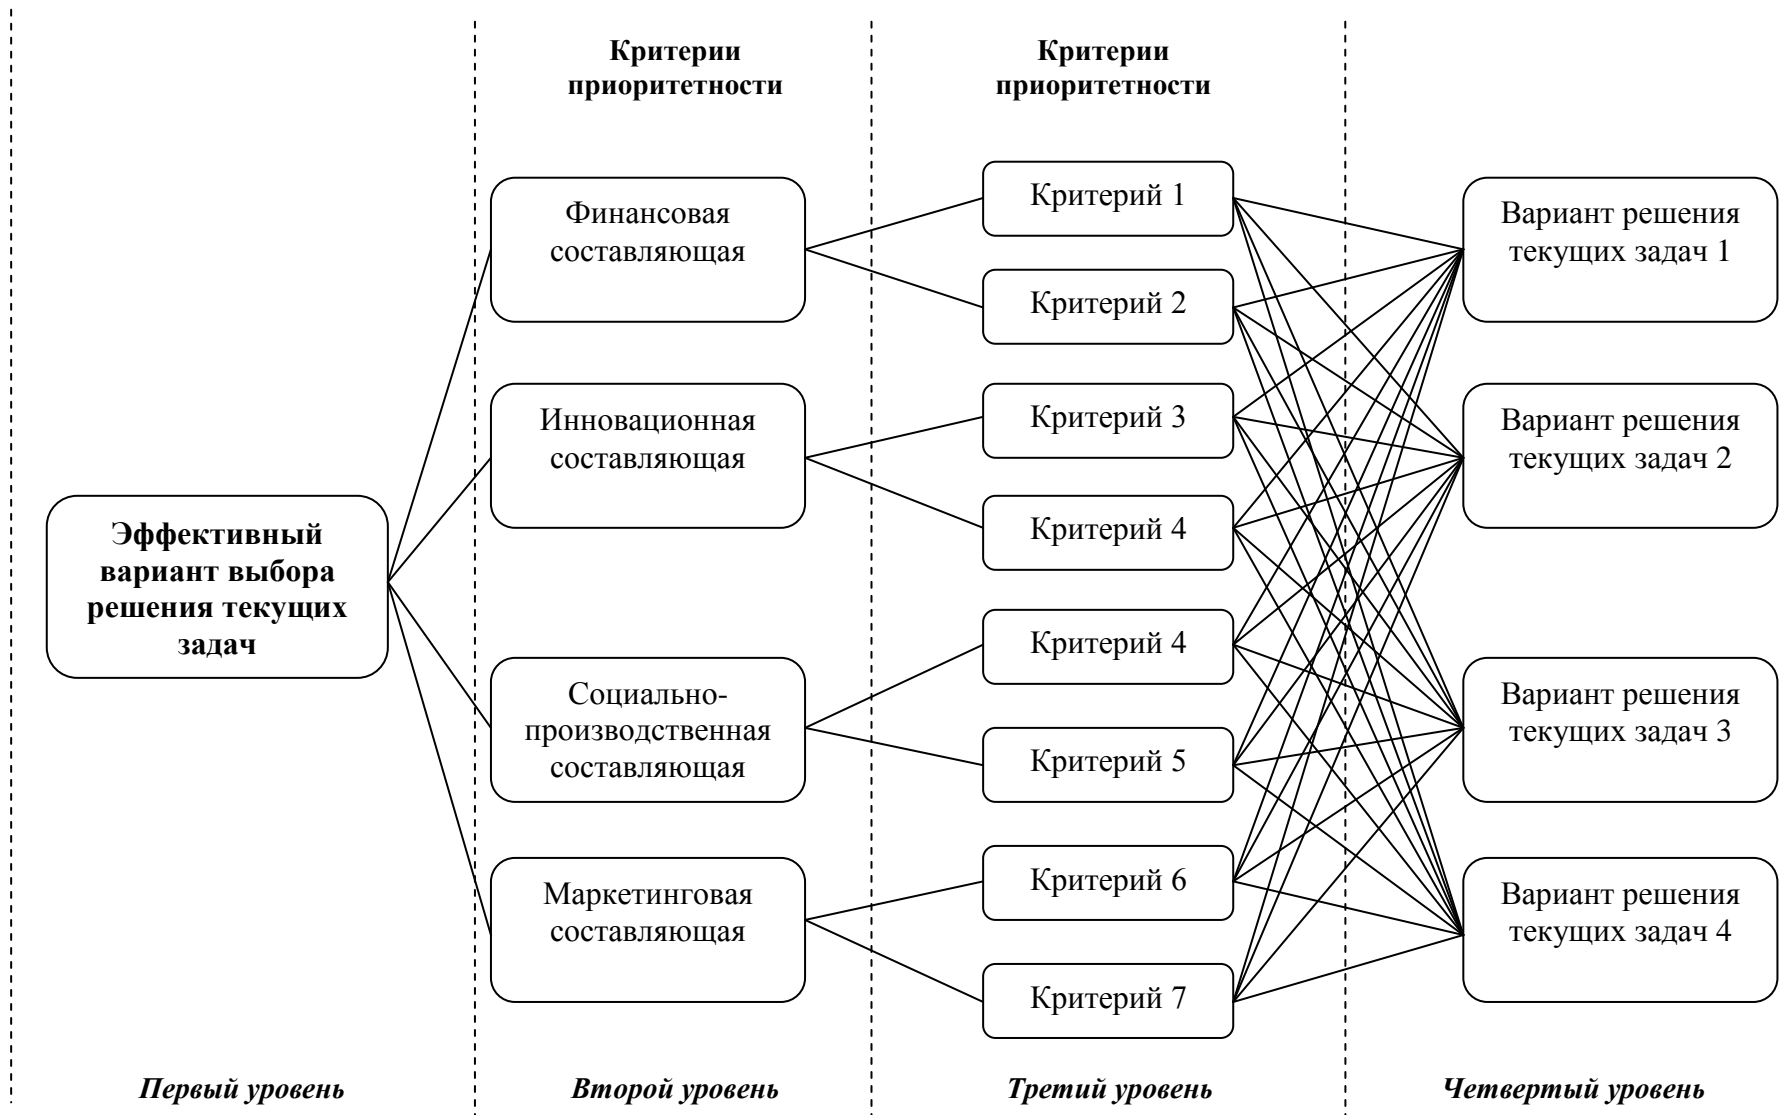 Критерии
приоритетности
Критерии
приоритетности
Эффективный
вариант выбора
решения текущих
задач
Финансовая
составляющая
Инновационная
составляющая
Социально-
производственная
составляющая
Маркетинговая
составляющая
Критерий 1
Критерий 2
Критерий 3
Критерий 4
Критерий 4
Критерий 5
Критерий 6
Критерий 7
Вариант решения
текущих задач 1
Вариант решения
текущих задач 2
Вариант решения
текущих задач 3
Вариант решения
текущих задач 4
Первый уровень
Второй уровень
Третий уровень
Четвертый уровень